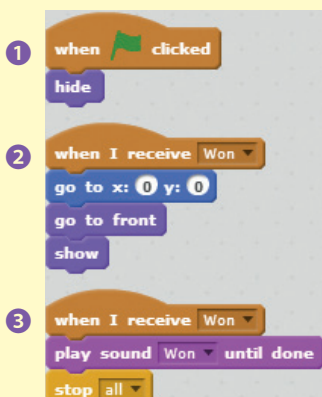 1 when clicked
hide
2 when I receive Won
go to x: 0 y: 0
go to front
show
3 when I receive Won
play sound Won until done
stop all